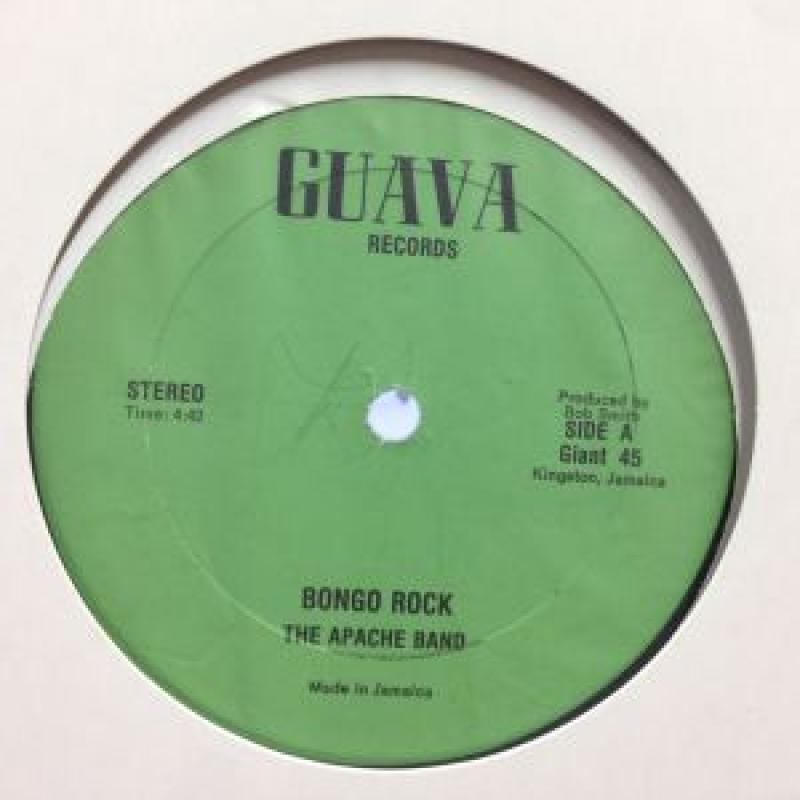 GUAVA
RECORDS
STEREO
Time: 4:42
Produced by
Bob Smith
SIDE A
Giant 45
Kingston, Jamaica
BONGO ROCK
THE APACHE BAND
Made in Jamaica